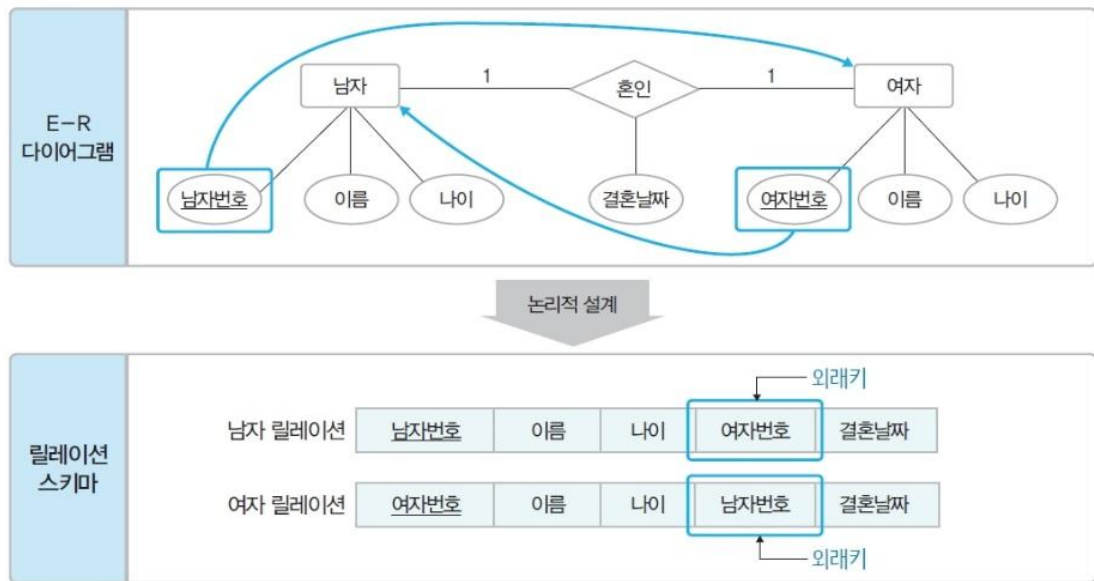 E-R
다이어그램
남자
1
혼인
1
여자
남자번호
이름
나이
결혼날짜
여자번호
이름
나이
논리적 설계
릴레이션
스키마
외래키
남자 릴레이션 남자번호 이름 나이 여자번호 결혼날짜
여자 릴레이션 여자번호 이름 나이 남자번호 결혼날짜
외래키